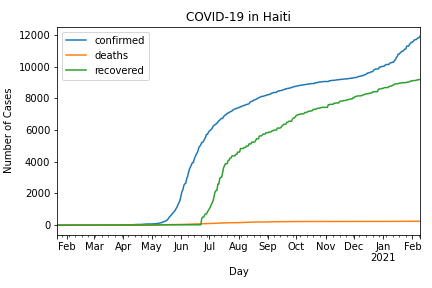 COVID-19 in Haiti
12000
10000
8000
6000
4000
2000
0
Number of Cases
confirmed
deaths
recovered
Feb Mar Apr May Jun Jul Aug Sep Oct Nov Dec Jan Feb
2021
Day